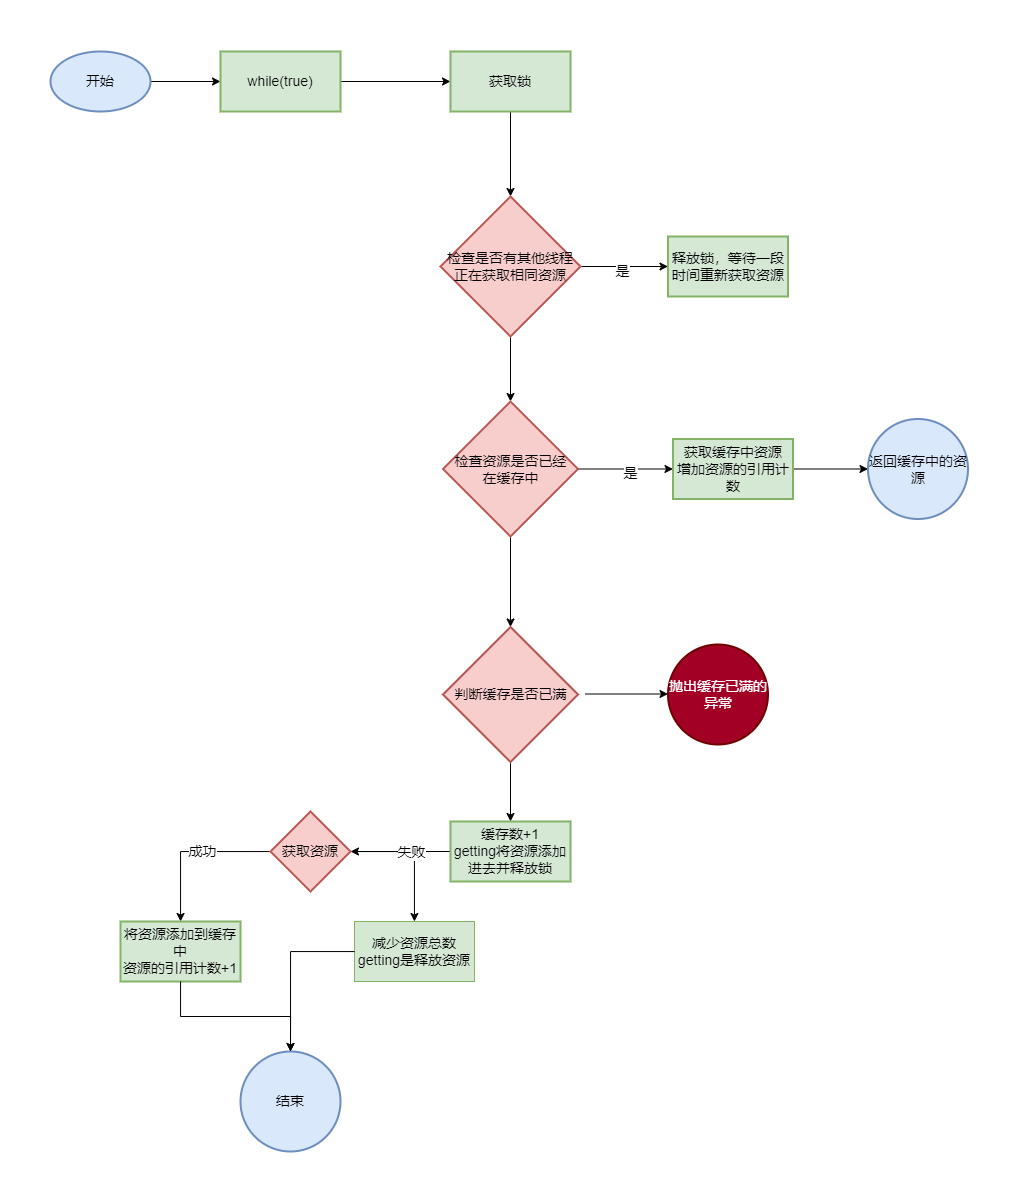 开始
while(true)
获取锁
检查是否有其他线程
正在获取相同资源
是
释放锁，等待一段
时间重新获取资源
检查资源是否已经
在缓存中
是
获取缓存中资源
增加资源的引用计
数
返回缓存中的资
源
判断缓存是否已满
抛出缓存已满的
异常
缓存数+1
getting将资源添加
进去并释放锁
失败
获取资源
成功
将资源添加到缓存
中
资源的引用计数+1
减少资源总数
getting是释放资源
结束